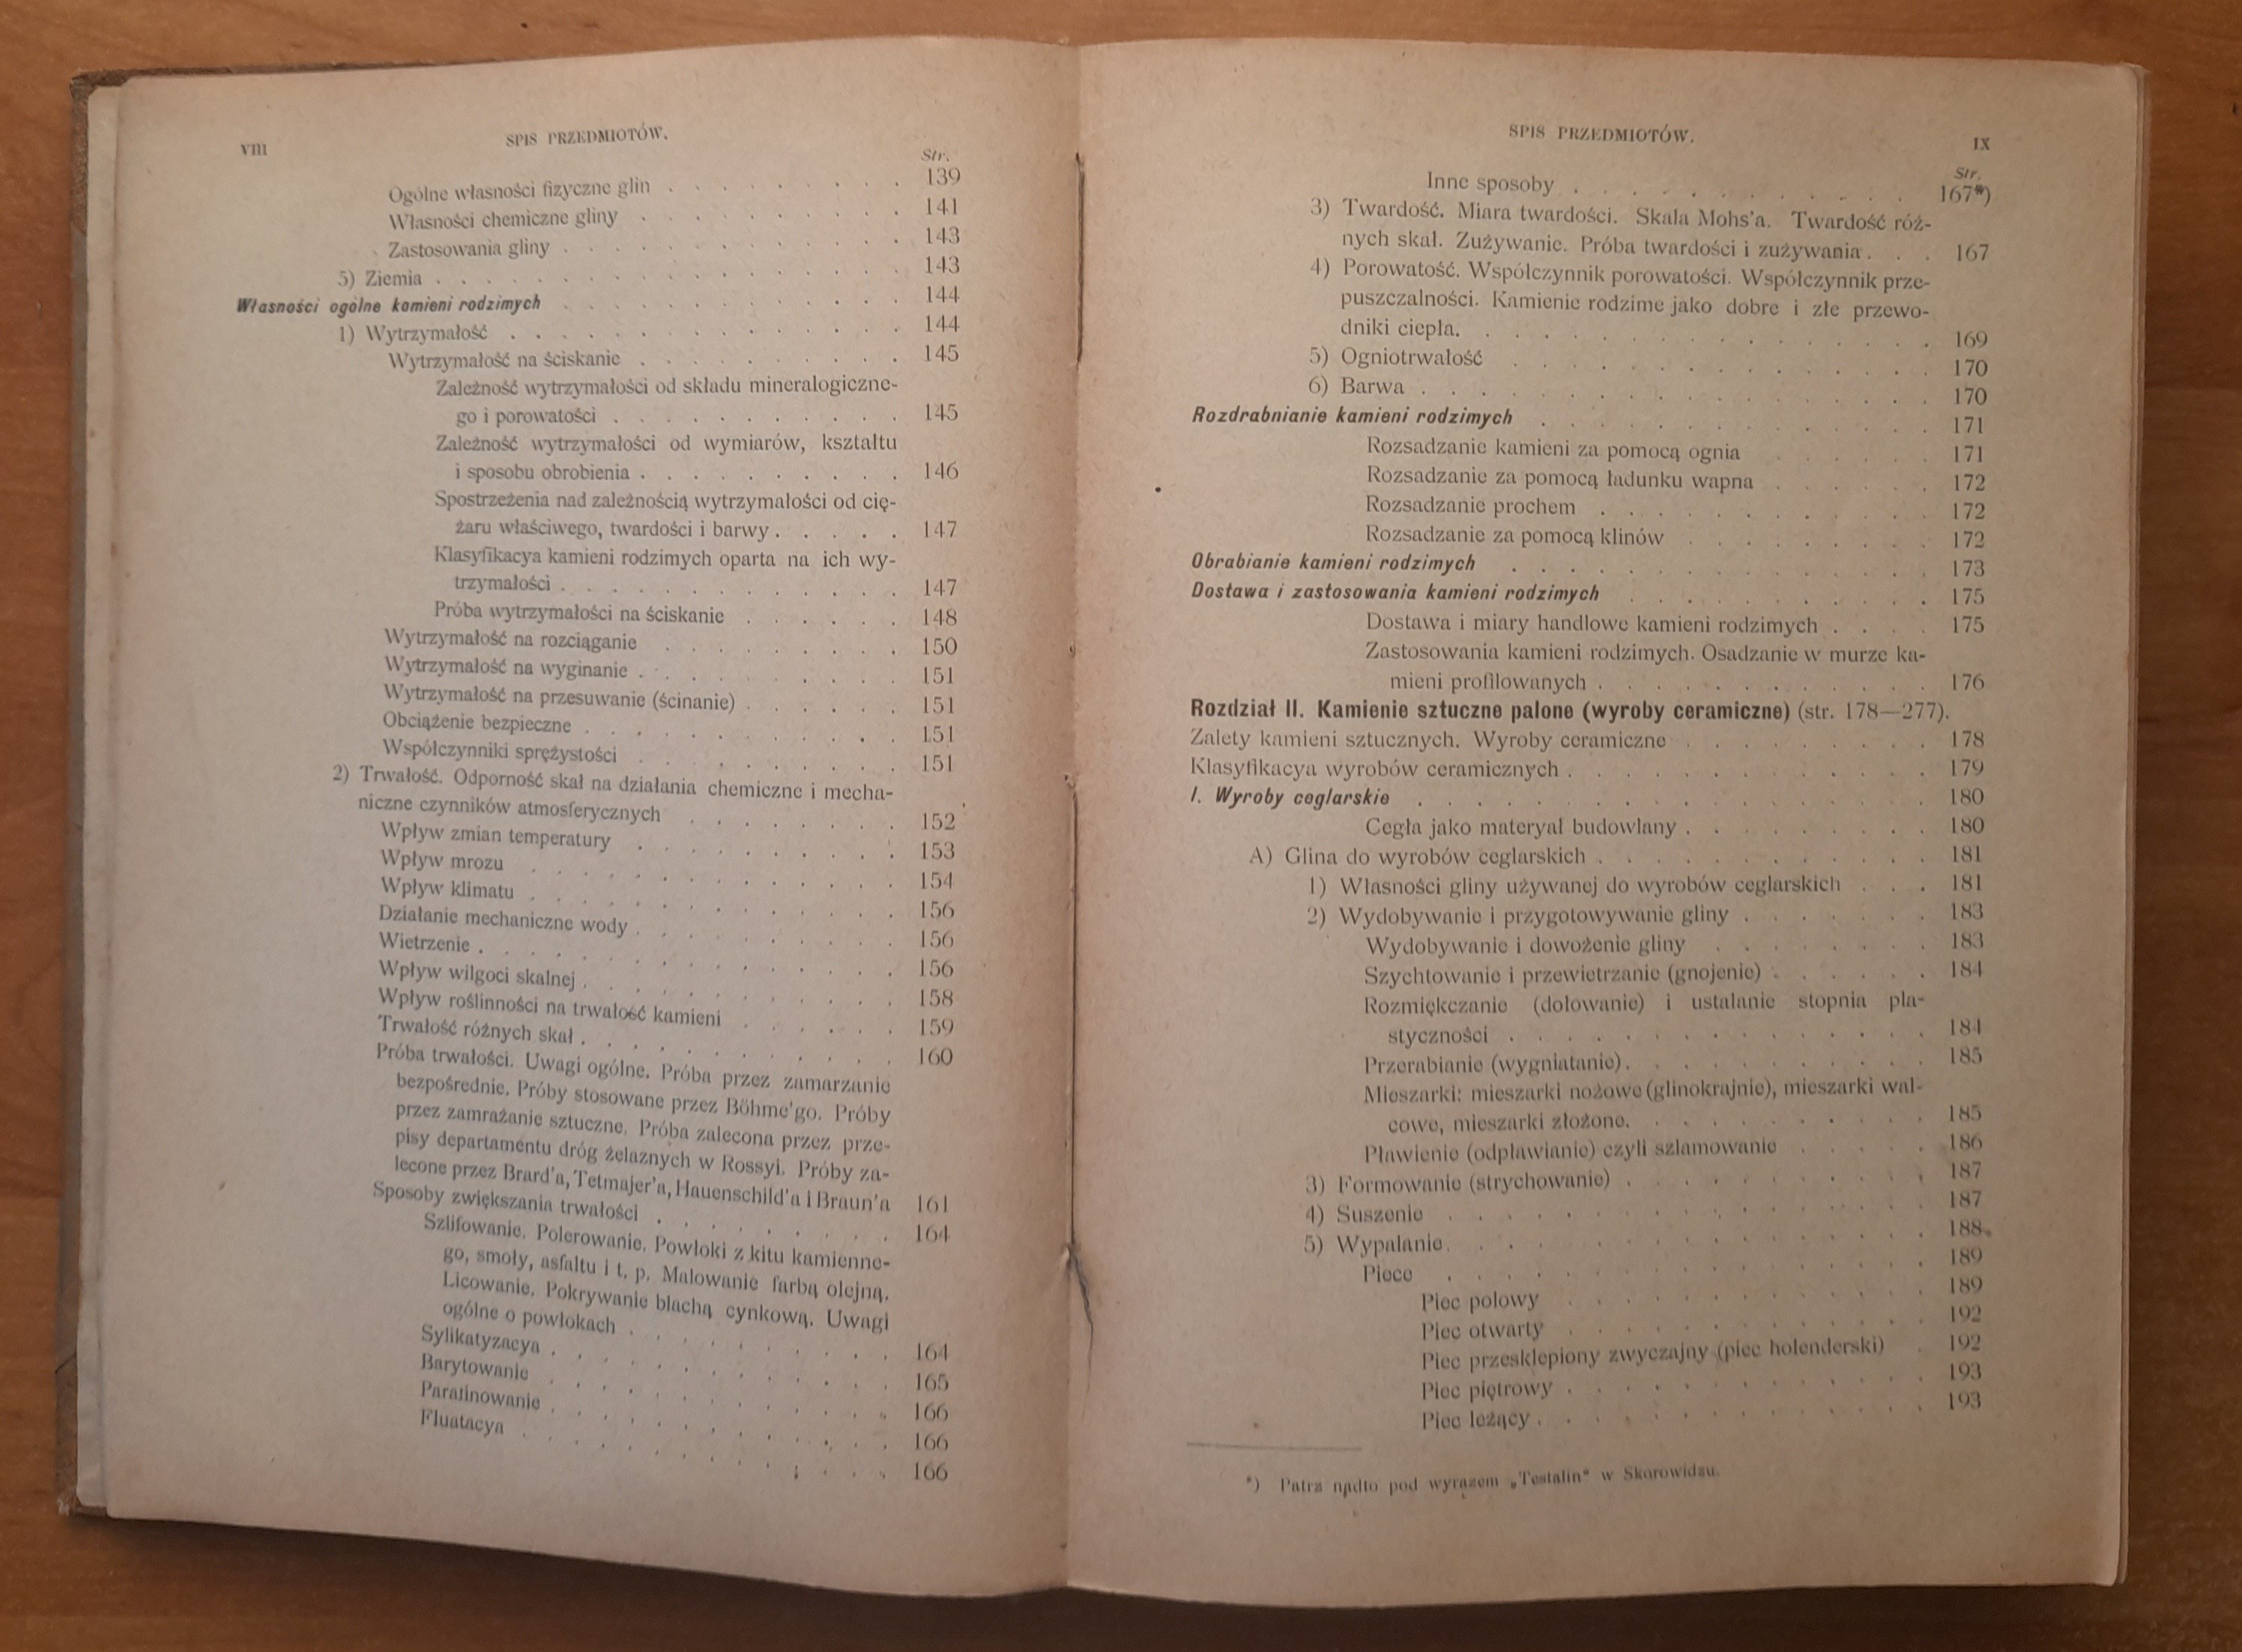 VIII SPIS PRZEDMIOTÓW.
Str.
Ogólne własności fizyczne glin . . . . . . . . 139
Własności chemiczne gliny . . . . . . . . . 141
Zastosowania gliny . . . . . . . . . . . . 143
5) Ziemia . . . . . . . . . . . . . . . . 143
Własności ogólne kamieni rodzimych . . . . . . . . . . . . 144
1) Wytrzymałość . . . . . . . . . . . . . . 144
Wytrzymałość na ściskanie . . . . . . . . . 145
Zależność wytrzymałości od składu mineralogiczne-
go i porowatości . . . . . . . . . . . 145
Zależność wytrzymałości od wymiarów, kształtu
i sposobu obrobienia . . . . . . . . . . 146
Spostrzeżenia nad zależnością wytrzymałości od cię-
żaru właściwego, twardości i barwy . . . . . 147
Klasyfikacya kamieni rodzimych oparta na ich wy-
trzymałości . . . . . . . . . . . . . 147
Próba wytrzymałości na ściskanie . . . . . . 148
Wytrzymałość na rozciąganie . . . . . . . . . 150
Wytrzymałość na wyginanie . . . . . . . . . 151
Wytrzymałość na przesuwanie (ścinanie) . . . . . . 151
Obciążenie bezpieczne . . . . . . . . . . . . 151
Współczynniki sprężystości . . . . . . . . . . 151
2) Trwałość. Odporność skał na działania chemiczne i mecha-
niczne czynników atmosferycznych . . . . . . . . 152
Wpływ zmian temperatury . . . . . . . . . . 153
Wpływ mrozu . . . . . . . . . . . . . 154
Wpływ klimatu . . . . . . . . . . . . . 156
Działanie mechaniczne wody . . . . . . . . . . 156
Wietrzenie . . . . . . . . . . . . . . . 156
Wpływ wilgoci skalnej . . . . . . . . . . . . 158
Wpływ roślinności na trwałość kamieni . . . . . . 159
Trwałość różnych skał . . . . . . . . . . . . 160
Próba trwałości. Uwagi ogólne. Próba przez zamarzanie
bezpośrednie. Próby stosowane przez Böhme'go. Próby
przez zamrażanie sztuczne. Próba zalecona przez prze-
pisy departamentu dróg żelaznych w Rossyi. Próby za-
lecone przez Brard'a, Tetmajer'a, Hauenschild'a i Braun'a 161
Sposoby zwiększania trwałości . . . . . . . . . 164
Szlifowanie. Polerowanie. Powłoki z kitu kamienne-
go, smoły, asfaltu i t. p. Malowanie farbą olejną.
Licowanie. Pokrywanie blachą cynkową. Uwagi
ogólne o powłokach . . . . . . . . . . 164
Sylikatyzacya . . . . . . . . . . . . . 165
Barytowanie . . . . . . . . . . . . . 166
Parafinowanie . . . . . . . . . . . . . 166
Fluatacya . . . . . . . . . . . . . . 166
SPIS PRZEDMIOTÓW. IX
Str.
Inne sposoby . . . . . . . . . . . . 167*)
3) Twardość. Miara twardości. Skala Mohs'a. Twardość róż-
nych skał. Zużywanie. Próba twardości i zużywania . . . 167
4) Porowatość. Współczynnik porowatości. Współczynnik prze-
puszczalności. Kamienie rodzime jako dobre i złe przewo-
dniki ciepła. . . . . . . . . . . . . . . . . 169
5) Ogniotrwałość . . . . . . . . . . . . . . . 170
6) Barwa . . . . . . . . . . . . . . . . . 170
Rozdrabnianie kamieni rodzimych . . . . . . . . . . . . . . 171
Rozsadzanie kamieni za pomocą ognia . . . . . . 171
Rozsadzanie za pomocą ładunku wapna . . . . . . 172
Rozsadzanie prochem . . . . . . . . . . . . 172
Rozsadzanie za pomocą klinów . . . . . . . . . 172
Obrabianie kamieni rodzimych . . . . . . . . . . . . . . . 173
Dostawa i zastosowania kamieni rodzimych . . . . . . . . . . . 175
Dostawa i miary handlowe kamieni rodzimych . . . . 175
Zastosowania kamieni rodzimych. Osadzanie w murze ka-
mieni profilowanych . . . . . . . . . . . . 176
Rozdział II. Kamienie sztuczne palone (wyroby ceramiczne) (str. 178—277).
Zalety kamieni sztucznych. Wyroby ceramiczne . . . . . . . . . 178
Klasyfikacya wyrobów ceramicznych . . . . . . . . . . . . . 179
I. Wyroby ceglarskie . . . . . . . . . . . . . . . . . . 180
Cegła jako materyał budowlany . . . . . . . . . 180
A) Glina do wyrobów ceglarskich . . . . . . . . . . . . 181
1) Własności gliny używanej do wyrobów ceglarskich . . . 181
2) Wydobywanie i przygotowywanie gliny . . . . . . . 183
Wydobywanie i dowożenie gliny . . . . . . . . 183
Szychtowanie i przewietrzanie (gnojenie) . . . . . . 184
Rozmiękczanie (dołowanie) i ustalanie stopnia pla-
styczności . . . . . . . . . . . . . . . 184
Przerabianie (wygniatanie) . . . . . . . . . . . 185
Mieszarki: mieszarki nożowe (glinokrajnie), mieszarki wal-
cowe, mieszarki złożone. . . . . . . . . . . 185
Pławienie (odpławianie) czyli szlamowanie . . . . . 186
3) Formowanie (strychowanie) . . . . . . . . . . . 187
4) Suszenie . . . . . . . . . . . . . . . . . 187
5) Wypalanie . . . . . . . . . . . . . . . . . 188
Piece . . . . . . . . . . . . . . . . . 189
Piec polowy . . . . . . . . . . . . . 189
Piec otwarty . . . . . . . . . . . . . 192
Piec przesklepiony zwyczajny (piec holenderski) . 192
Piec piętrowy . . . . . . . . . . . . . 193
Piec leżący . . . . . . . . . . . . . . 193
*) Patrz nadto pod wyrazem „Testalin" w Skorowidzu.